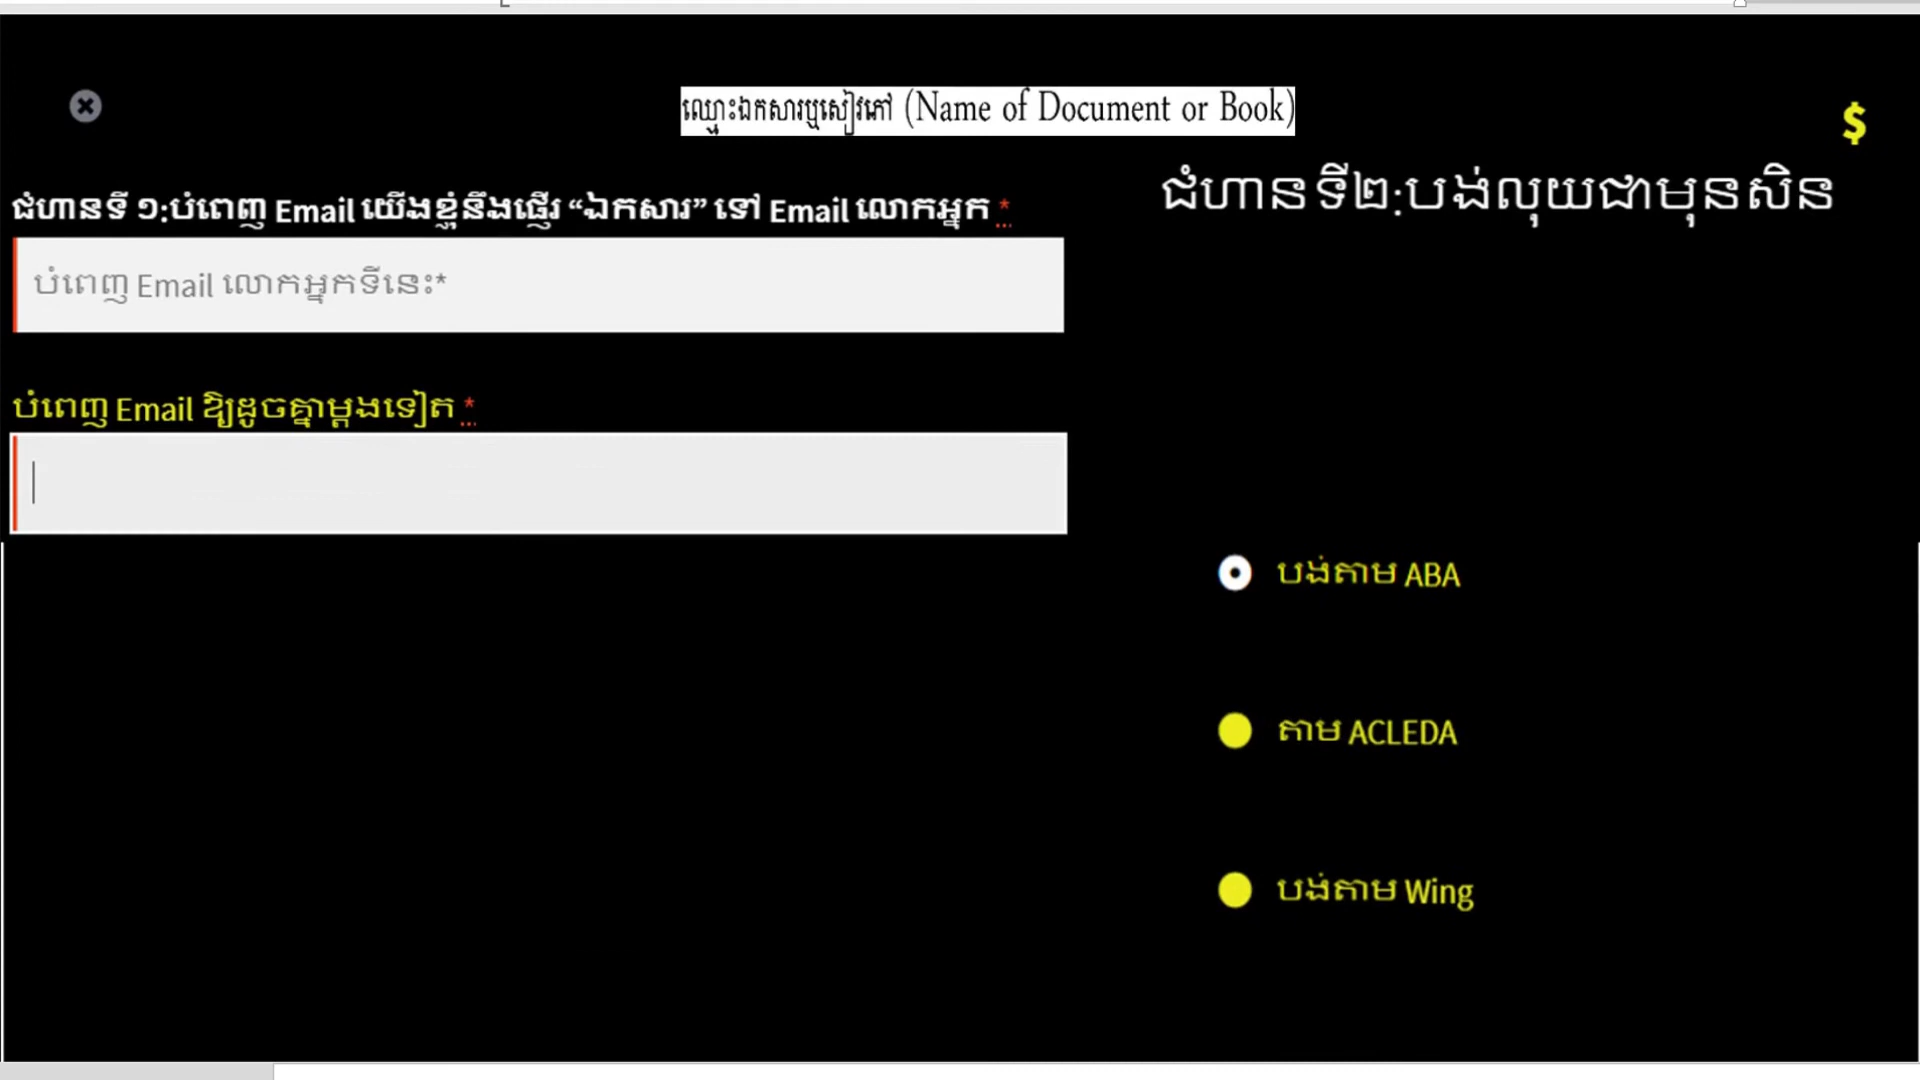 ឈ្មោះឯកសារឬសៀវភៅ (Name of Document or Book)
$
ជំហានទី ១:បំពេញ Email យើងខ្ញុំនឹងផ្ញើរ “ឯកសារ” ទៅ Email លោកអ្នក *
បំពេញ Email លោកអ្នកទីនេះ*
បំពេញ Email ឱ្យដូចគ្នាម្តងទៀត *
ជំហានទី២:បង់លុយជាមុនសិន
បង់តាម ABA
តាម ACLEDA
បង់តាម Wing